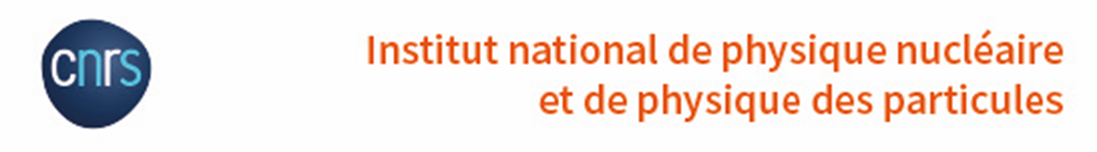 cnrs
Institut national de physique nucléaire
et de physique des particules